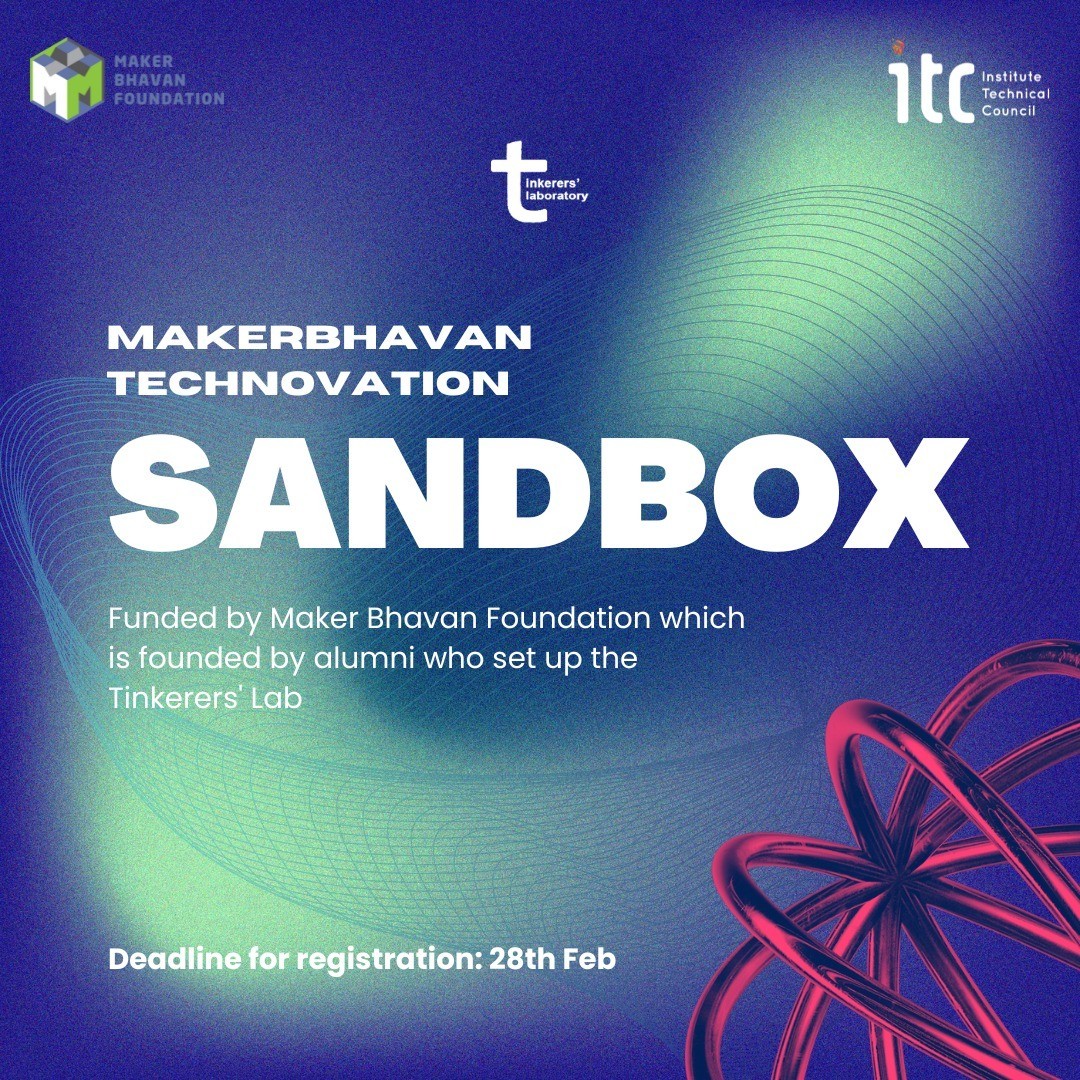 MAKER
BHAVAN
FOUNDATION
itc Institute
Technical
Council
tinkerers'
laboratory
MAKERBHAVAN
TECHNOVATION
SANDBOX
Funded by Maker Bhavan Foundation which
is founded by alumni who set up the
Tinkerers' Lab
Deadline for registration: 28th Feb